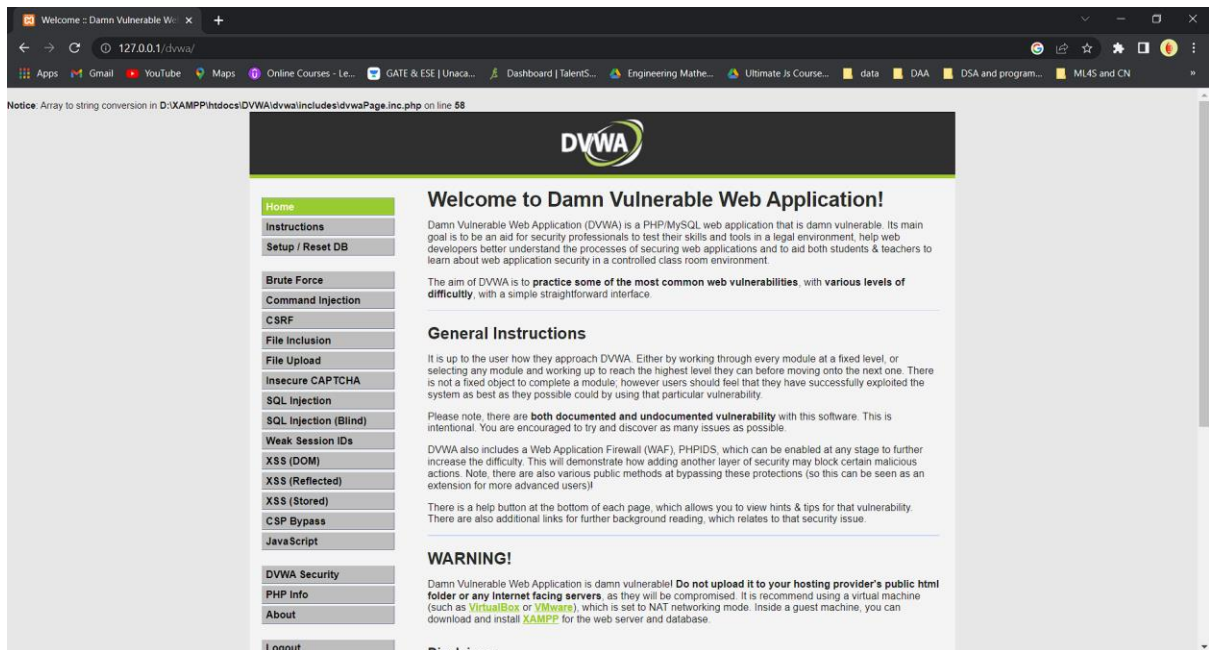 Welcome :: Damn Vulnerable We
127.0.0.1/dvwa/
Apps
Gmail
YouTube
Maps
Online Courses - Le...
GATE & ESE | Unaca...
Dashboard | TalentS...
Engineering Mathe...
Ultimate Js Course...
data
DAA
DSA and program...
ML4S and CN
»
Notice: Array to string conversion in D:\XAMPP\htdocs\DVWA\dvwa\includes\dvwaPage.inc.php on line 58
DVWA
Home
Instructions
Setup / Reset DB
Brute Force
Command Injection
CSRF
File Inclusion
File Upload
Insecure CAPTCHA
SQL Injection
SQL Injection (Blind)
Weak Session IDs
XSS (DOM)
XSS (Reflected)
XSS (Stored)
CSP Bypass
JavaScript
DVWA Security
PHP Info
About
Logout
Welcome to Damn Vulnerable Web Application!
Damn Vulnerable Web Application (DVWA) is a PHP/MySQL web application that is damn vulnerable. Its main
goal is to be an aid for security professionals to test their skills and tools in a legal environment, help web
developers better understand the processes of securing web applications and to aid both students & teachers to
learn about web application security in a controlled class room environment.
The aim of DVWA is to practice some of the most common web vulnerabilities, with various levels of
difficultly, with a simple straightforward interface.
General Instructions
It is up to the user how they approach DVWA. Either by working through every module at a fixed level, or
selecting any module and working up to reach the highest level they can before moving onto the next one. There
is not a fixed object to complete a module; however users should feel that they have successfully exploited the
system as best as they possible could by using that particular vulnerability.
Please note, there are both documented and undocumented vulnerability with this software. This is
intentional. You are encouraged to try and discover as many issues as possible.
DVWA also includes a Web Application Firewall (WAF), PHPIDS, which can be enabled at any stage to further
increase the difficulty. This will demonstrate how adding another layer of security may block certain malicious
actions. Note, there are also various public methods at bypassing these protections (so this can be seen as an
extension for more advanced users)!
There is a help button at the bottom of each page, which allows you to view hints & tips for that vulnerability.
There are also additional links for further background reading, which relates to that security issue.
WARNING!
Damn Vulnerable Web Application is damn vulnerable! Do not upload it to your hosting provider's public html
folder or any Internet facing servers, as they will be compromised. It is recommend using a virtual machine
(such as VirtualBox or VMware), which is set to NAT networking mode. Inside a guest machine, you can
download and install XAMPP for the web server and database.